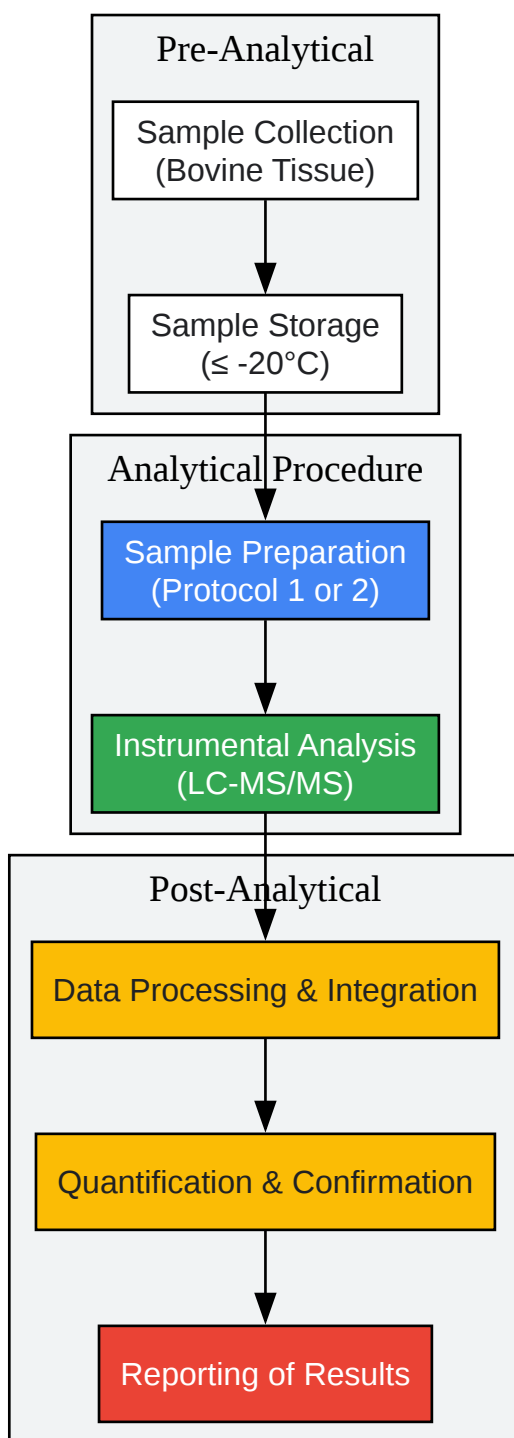 Pre-Analytical
Sample Collection
(Bovine Tissue)
Sample Storage
(≤ -20°C)
Analytical Procedure
Sample Preparation
(Protocol 1 or 2)
Instrumental Analysis
(LC-MS/MS)
Post-Analytical
Data Processing & Integration
Quantification & Confirmation
Reporting of Results